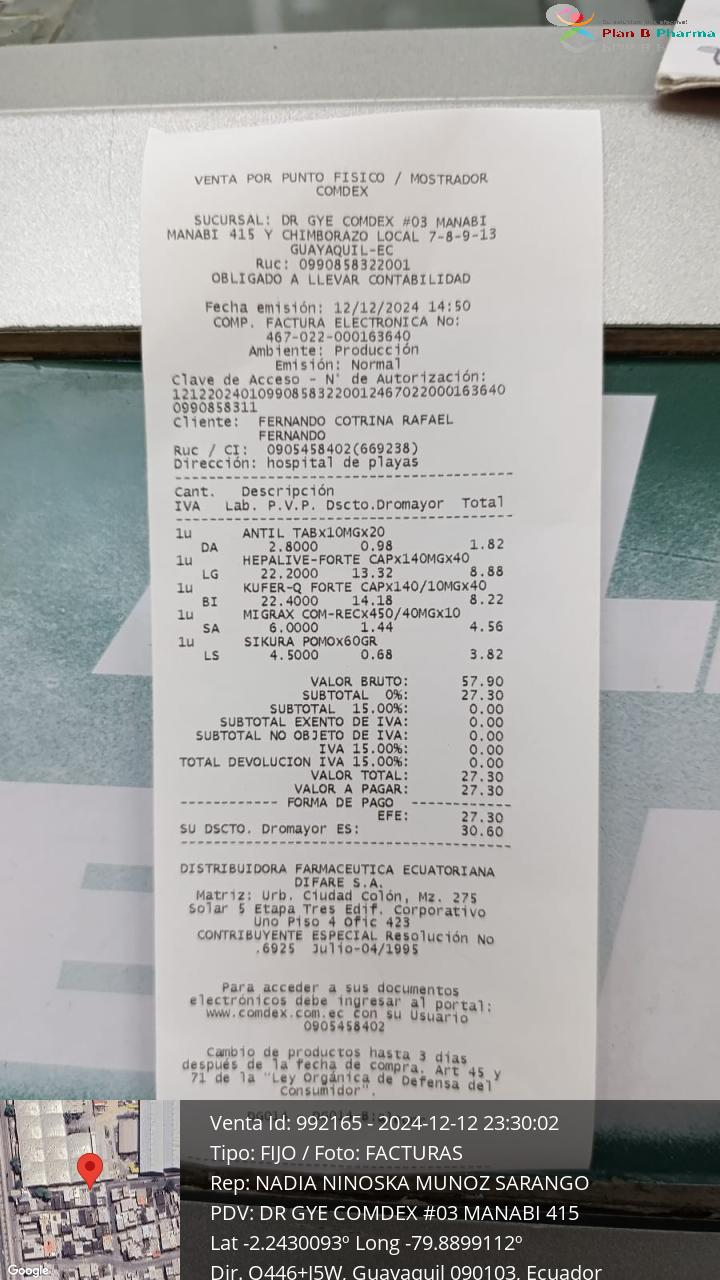 Plan B Pharma
VENTA POR PUNTO FISICO / MOSTRADOR
COMDEX
SUCURSAL: DR GYE COMDEX #03 MANABI
MANABI 415 Y CHIMBORAZO LOCAL 7-8-9-13
GUAYAQUIL-EC
Ruc: 0990858322001
OBLIGADO A LLEVAR CONTABILIDAD
Fecha emisión: 12/12/2024 14:50
COMP. FACTURA ELECTRONICA No:
467-022-000163640
Ambiente: Producción
Emisión: Normal
Clave de Acceso - N° de Autorización:
121220240109908583220012467022000163640
0990858311
Cliente: FERNANDO COTRINA RAFAEL
FERNANDO
Ruc / CI: 0905458402(669238)
Dirección: hospital de playas
Cant. Descripción
IVA Lab. P.V.P. Dscto.Dromayor Total
1u ANTIL TABx10MGx20
DA 2.8000 0.98 1.82
1u HEPALIVE-FORTE CAPx140MGx40
LG 22.2000 13.32 8.88
1u KUFER-Q FORTE CAPx140/10MGx40
BI 22.4000 14.18 8.22
1u MIGRAX COM-RECx450/40MGx10
SA 6.0000 1.44 4.56
1u SIKURA POMOx60GR
LS 4.5000 0.68 3.82
VALOR BRUTO: 57.90
SUBTOTAL 0%: 27.30
SUBTOTAL 15.00%: 0.00
SUBTOTAL EXENTO DE IVA: 0.00
SUBTOTAL NO OBJETO DE IVA: 0.00
IVA 15.00%: 0.00
TOTAL DEVOLUCION IVA 15.00%: 0.00
VALOR TOTAL: 27.30
VALOR A PAGAR: 27.30
------------ FORMA DE PAGO ------------
EFE: 27.30
SU DSCTO. Dromayor ES: 30.60
DISTRIBUIDORA FARMACEUTICA ECUATORIANA
DIFARE S.A.
Matriz: Urb. Ciudad Colón, Mz. 275
Solar 5 Etapa Tres Edif. Corporativo
Uno Piso 4 Ofic 423
CONTRIBUYENTE ESPECIAL Resolución No
.6925 Julio-04/1995
Para acceder a sus documentos
electrónicos debe ingresar al portal:
www.comdex.com.ec con su Usuario
0905458402
Cambio de productos hasta 3 días
después de la fecha de compra. Art 45 y
71 de la "Ley Orgánica de Defensa del
Consumidor".
Venta Id: 992165 - 2024-12-12 23:30:02
Tipo: FIJO / Foto: FACTURAS
Rep: NADIA NINOSKA MUNOZ SARANGO
PDV: DR GYE COMDEX #03 MANABI 415
Lat -2.2430093º Long -79.8899112º
Dir. Q446+J5W, Guayaquil 090103, Ecuador
Google